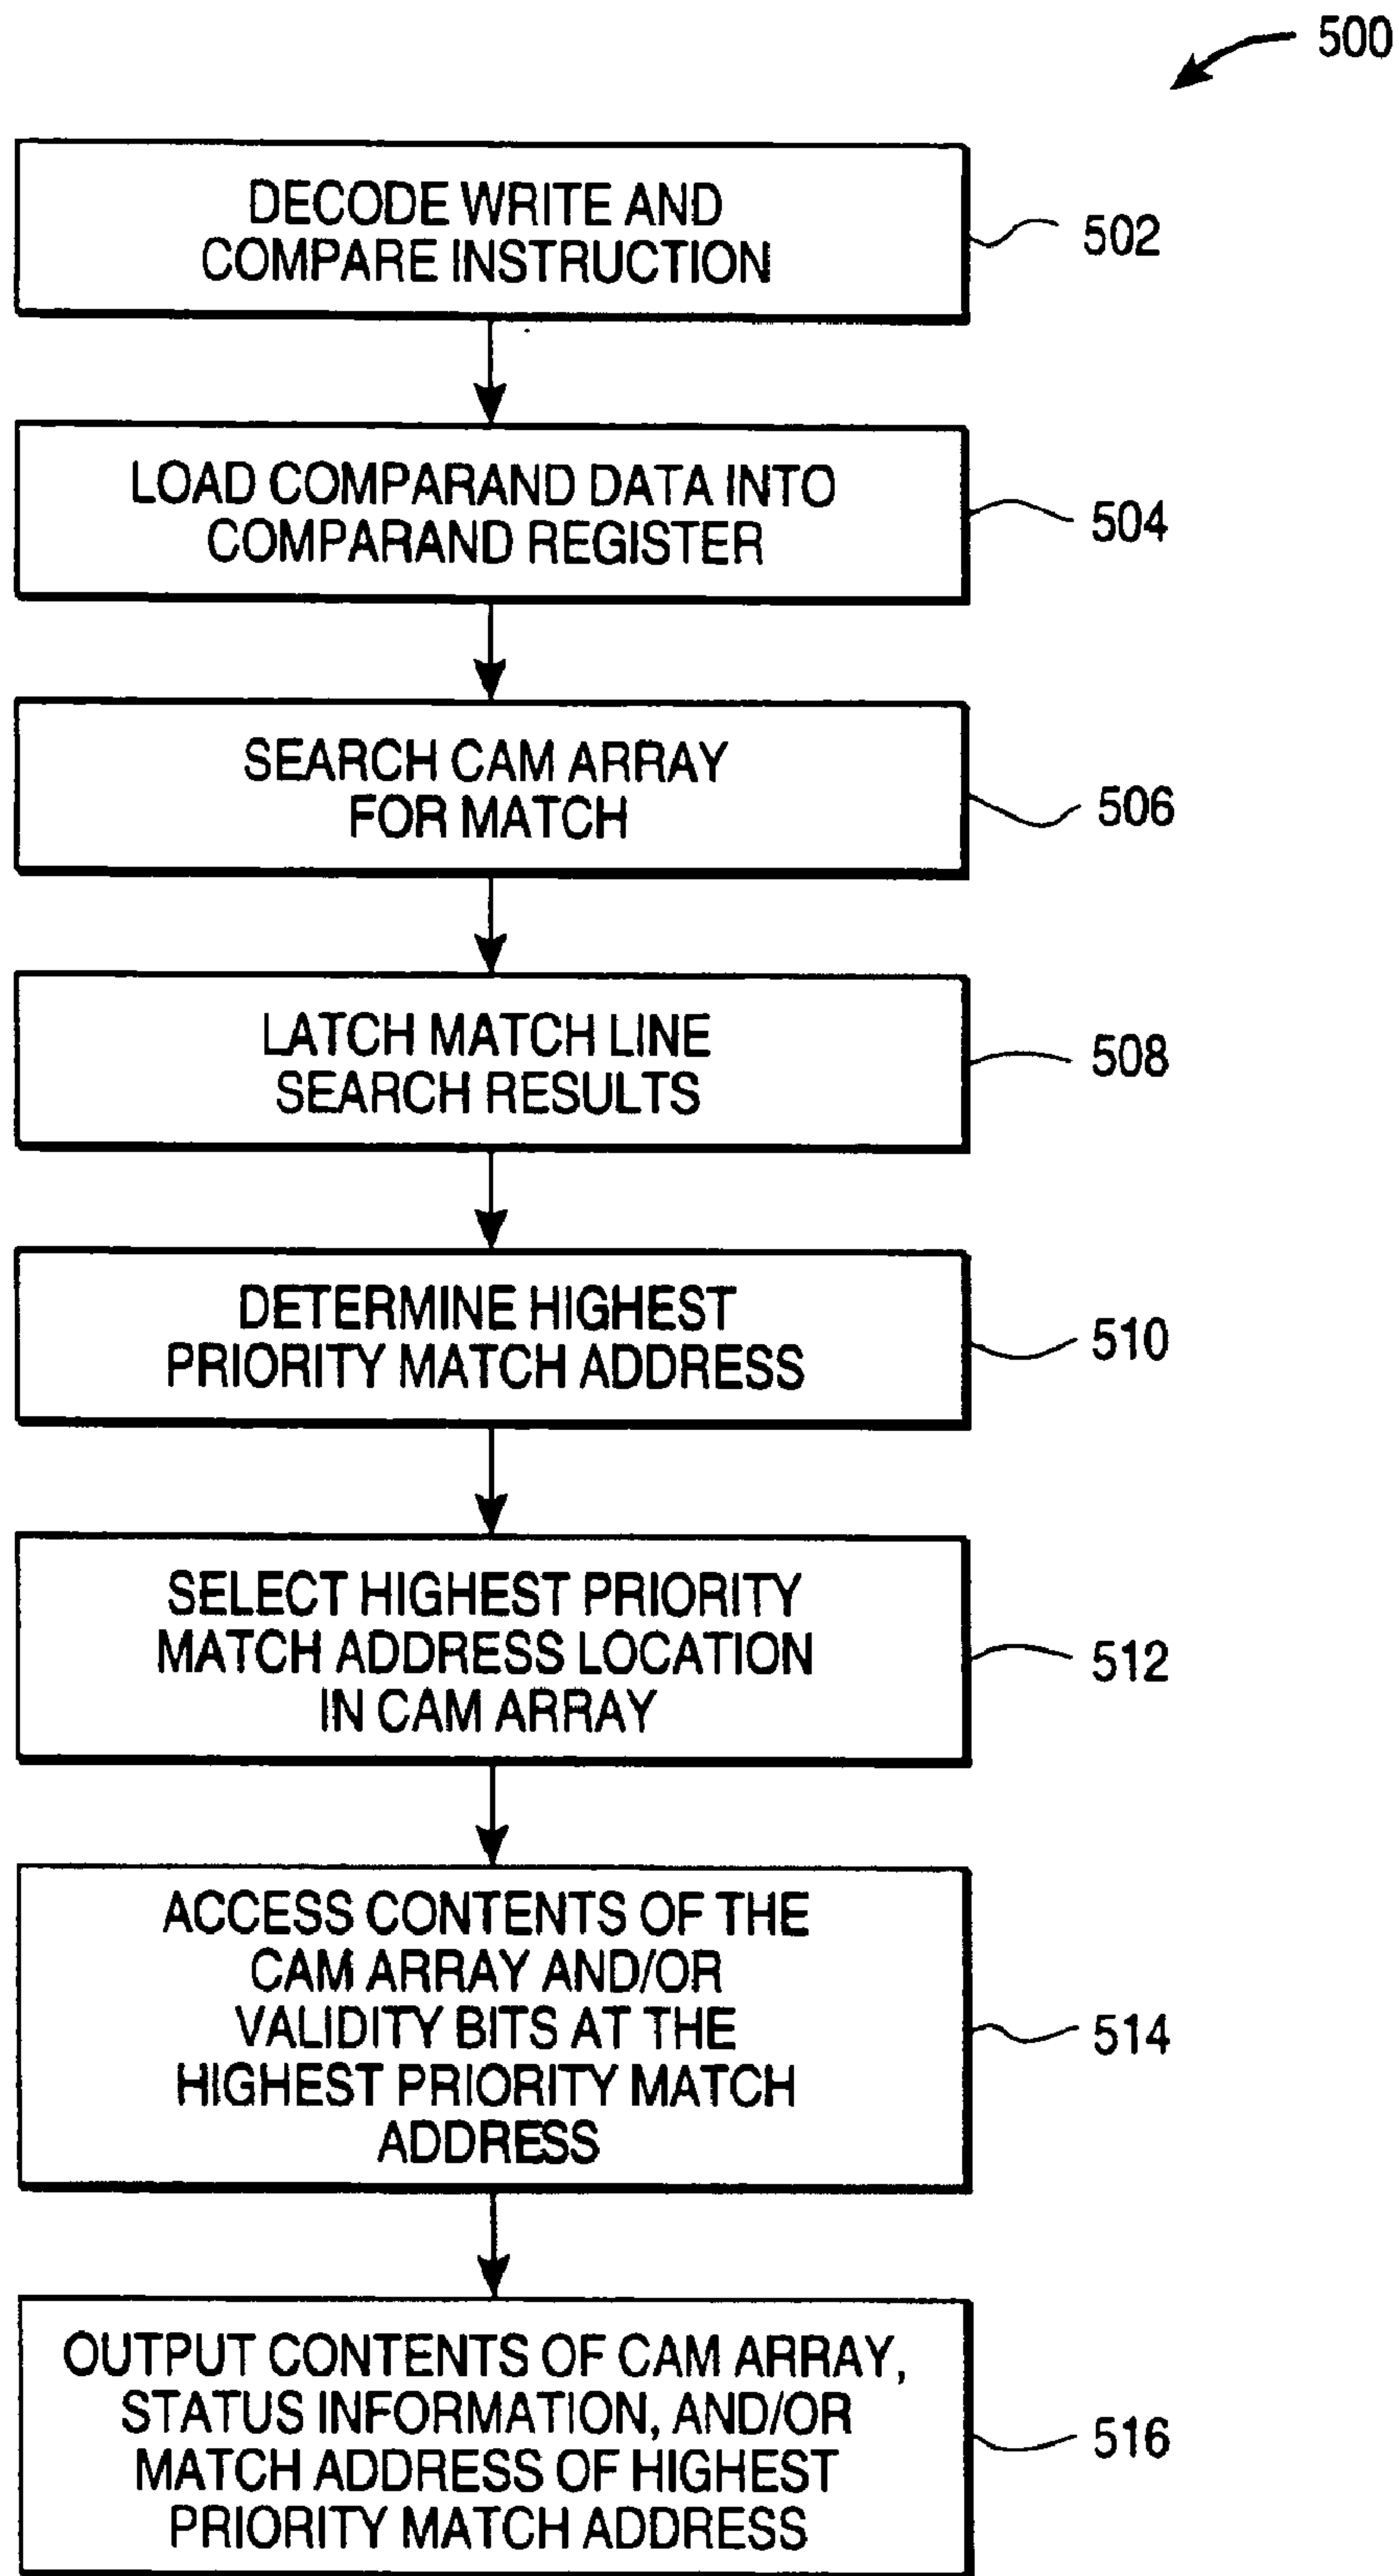 500
DECODE WRITE AND
COMPARE INSTRUCTION
502
LOAD COMPARAND DATA INTO
COMPARAND REGISTER
504
SEARCH CAM ARRAY
FOR MATCH
506
LATCH MATCH LINE
SEARCH RESULTS
508
DETERMINE HIGHEST
PRIORITY MATCH ADDRESS
510
SELECT HIGHEST PRIORITY
MATCH ADDRESS LOCATION
IN CAM ARRAY
512
ACCESS CONTENTS OF THE
CAM ARRAY AND/OR
VALIDITY BITS AT THE
HIGHEST PRIORITY MATCH
ADDRESS
514
OUTPUT CONTENTS OF CAM ARRAY,
STATUS INFORMATION, AND/OR
MATCH ADDRESS OF HIGHEST
PRIORITY MATCH ADDRESS
516